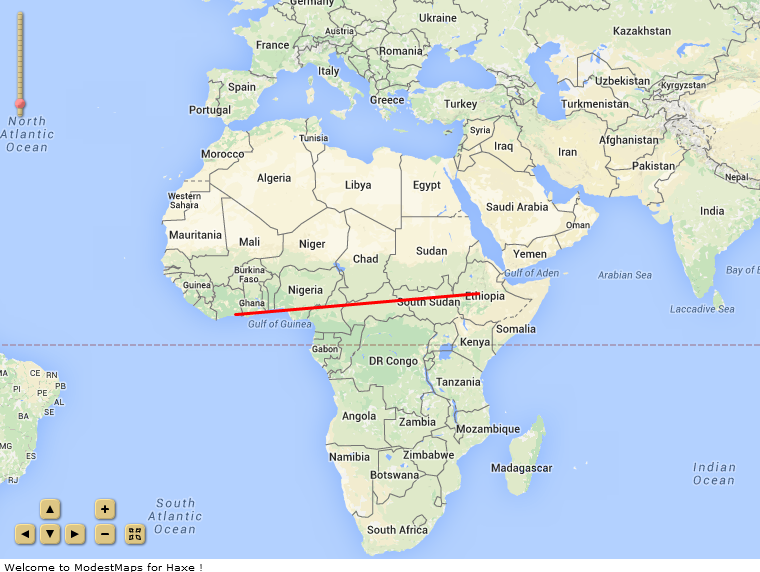 Germany
Ukraine
Kazakhstan
Austria
France
Romania
Italy
Uzbekistan
Kyrgyzstan
Spain
Greece
Turkey
Turkmenistan
Portugal
North
Atlantic
Ocean
Tunisia
Syria
Afghanistan
Morocco
Iraq
Iran
Pakistan
Algeria
Libya
Egypt
Nepal
Western
Sahara
Saudi Arabia
India
Mauritania
Mali
Niger
Sudan
Oman
Chad
Yemen
Burkina
Faso
Gulf of Aden
Arabian Sea
Bay of B
Guinea
Nigeria
Ethiopia
Ghana
South Sudan
Laccadive Sea
Gulf of Guinea
Somalia
Kenya
Gabon
DR Congo
MA
CE
RN
PI
PE
PB
Tanzania
AL
BA
SE
Angola
Zambia
Mozambique
MG
ES
Namibia
Zimbabwe
Madagascar
Botswana
RJ
Indian
Ocean
South
Atlantic
Ocean
South Africa
Welcome to ModestMaps for Haxe !